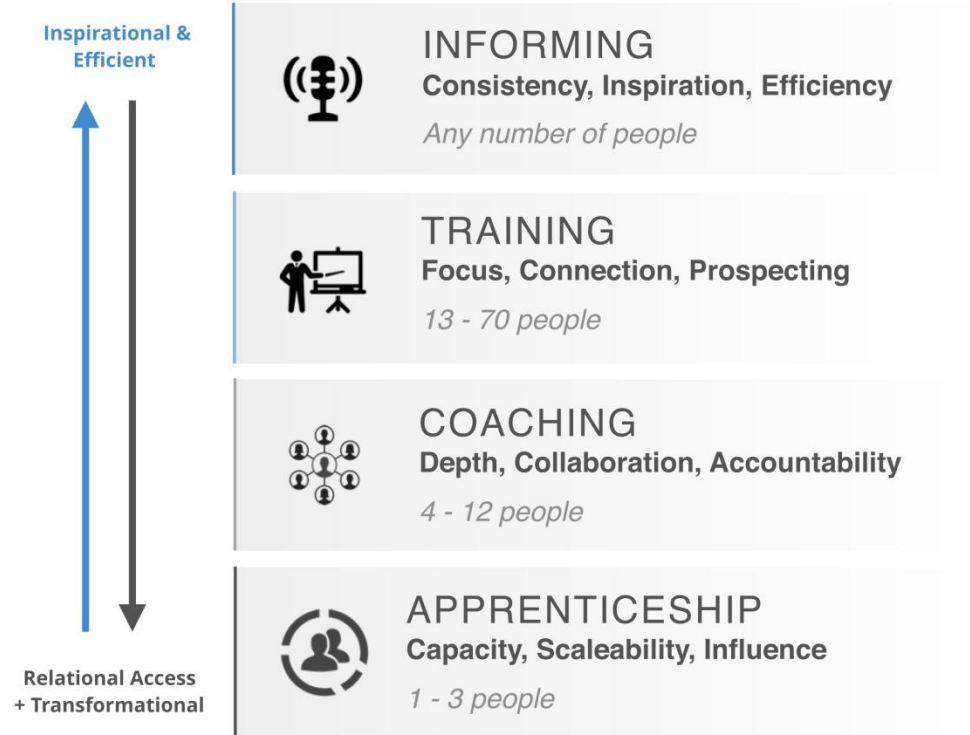 Inspirational &
Efficient
INFORMING
Consistency, Inspiration, Efficiency
Any number of people
TRAINING
Focus, Connection, Prospecting
13 - 70 people
COACHING
Depth, Collaboration, Accountability
4 - 12 people
APPRENTICESHIP
Capacity, Scaleability, Influence
1 - 3 people
Relational Access
+ Transformational